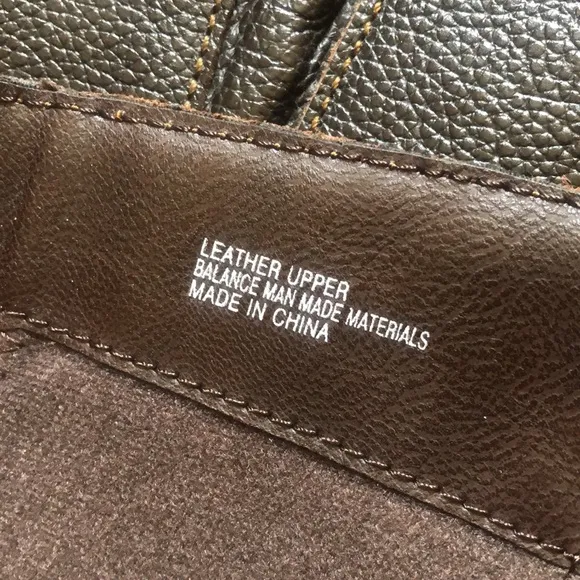 LEATHER UPPER
BALANCE MAN MADE MATERIALS
MADE IN CHINA